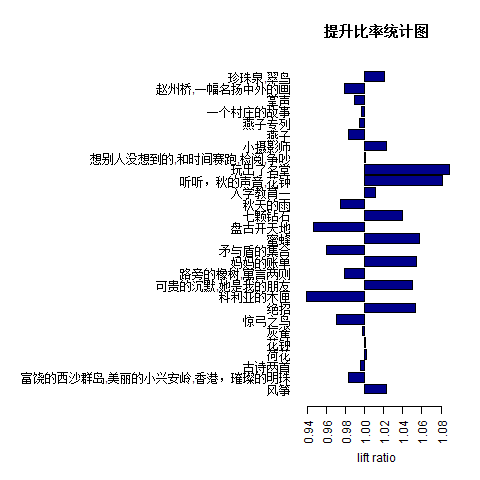 提升比率统计图
珍珠泉,翠鸟
赵州桥,一幅名扬中外的画
掌声
一个村庄的故事
燕子专列
燕子
小摄影师
想别人没想到的,和时间赛跑,检阅,争吵
玩出了名堂
听听，秋的声音,花钟
入学教育一
秋天的雨
七颗钻石
盘古开天地
蜜蜂
矛与盾的集合
妈妈的账单
路旁的橡树,寓言两则
可贵的沉默,她是我的朋友
科利亚的木匣
绝招
惊弓之鸟
灰雀
花钟
荷花
古诗两首
富饶的西沙群岛,美丽的小兴安岭,香港，璀璨的明珠
风筝
0.94 0.96 0.98 1.00 1.02 1.04 1.06 1.08
lift ratio